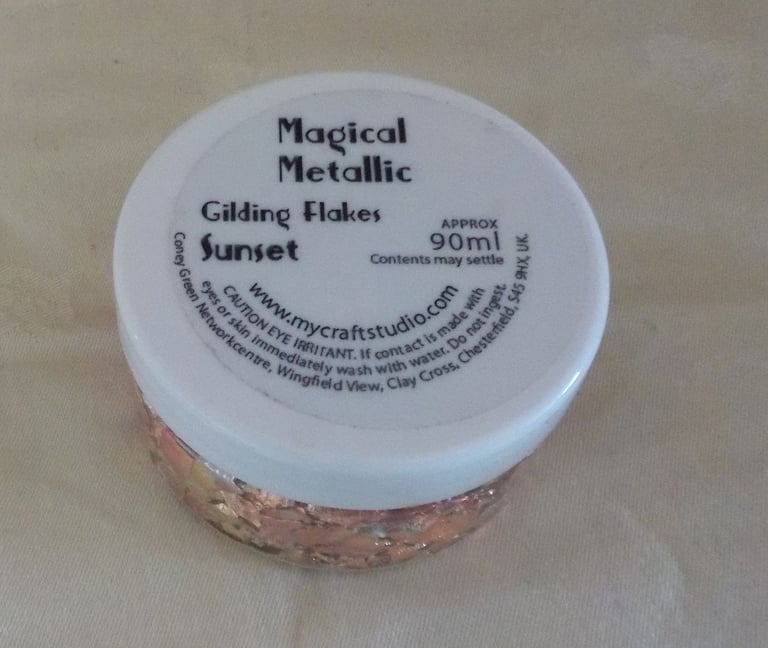 Magical
Metallic
Gilding Flakes
Sunset
APPROX
90ml
Contents may settle
www.mycraftstudio.com
CAUTION EYE IRRITANT. If contact is made with
eyes or skin immediately wash with water. Do not ingest.
Coney Green Networkcentre, Wingfield View, Clay Cross, Chesterfield, S45 9HX, UK.